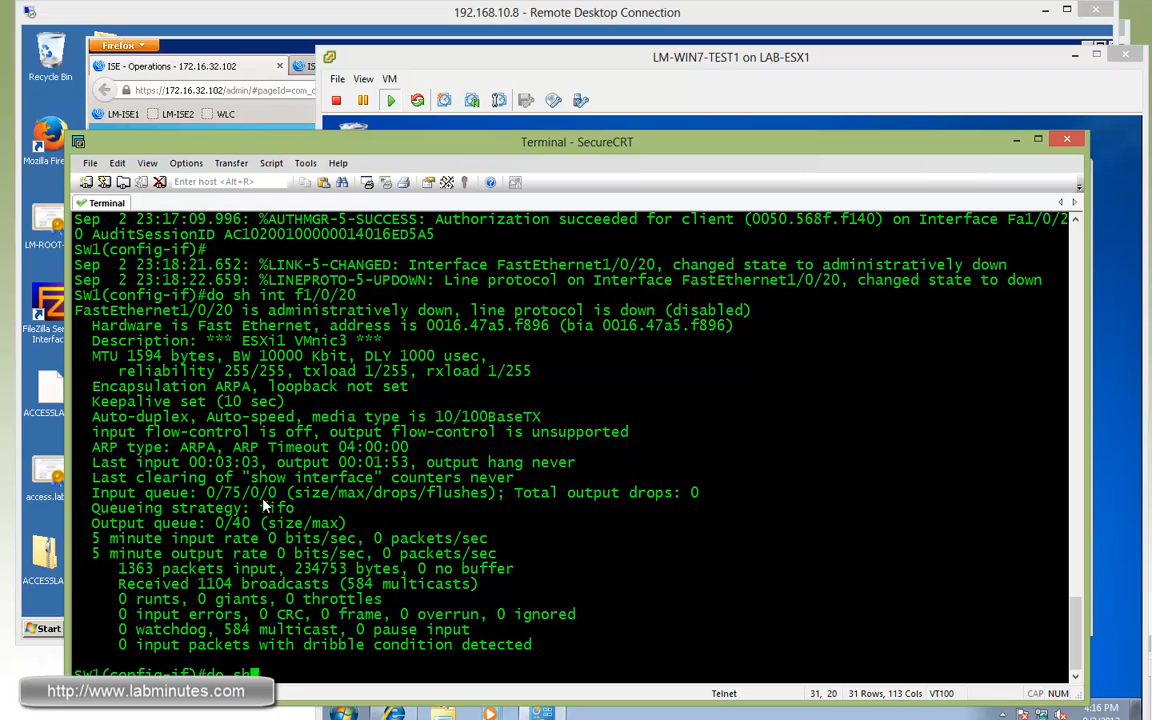 192.168.10.8 - Remote Desktop Connection
Recycle Bin
Firefox
ISE - Operations - 172.16.32.102
https://172.16.32.102/admin/#pageId=com_c
LM-ISE1
LM-ISE2
WLC
LM-WIN7-TEST1 on LAB-ESX1
File View VM
Terminal - SecureCRT
File Edit View Options Transfer Script Tools Help
Enter host <Alt+R>
Terminal
Sep  2 23:17:09.996: %AUTHMGR-5-SUCCESS: Authorization succeeded for client (0050.568f.f140) on Interface Fa1/0/2
0 AuditSessionID AC10200100000014016ED5A5
SW1(config-if)#
Sep  2 23:18:21.652: %LINK-5-CHANGED: Interface FastEthernet1/0/20, changed state to administratively down
Sep  2 23:18:22.659: %LINEPROTO-5-UPDOWN: Line protocol on Interface FastEthernet1/0/20, changed state to down
SW1(config-if)#do sh int f1/0/20
FastEthernet1/0/20 is administratively down, line protocol is down (disabled)
Hardware is Fast Ethernet, address is 0016.47a5.f896 (bia 0016.47a5.f896)
Description: *** ESXi1 VMnic3 ***
MTU 1594 bytes, BW 10000 Kbit, DLY 1000 usec,
reliability 255/255, txload 1/255, rxload 1/255
Encapsulation ARPA, loopback not set
Keepalive set (10 sec)
Auto-duplex, Auto-speed, media type is 10/100BaseTX
input flow-control is off, output flow-control is unsupported
ARP type: ARPA, ARP Timeout 04:00:00
Last input 00:03:03, output 00:01:53, output hang never
Last clearing of "show interface" counters never
Input queue: 0/75/0/0 (size/max/drops/flushes); Total output drops: 0
Queueing strategy: fifo
Output queue: 0/40 (size/max)
5 minute input rate 0 bits/sec, 0 packets/sec
5 minute output rate 0 bits/sec, 0 packets/sec
1363 packets input, 234753 bytes, 0 no buffer
Received 1104 broadcasts (584 multicasts)
0 runts, 0 giants, 0 throttles
0 input errors, 0 CRC, 0 frame, 0 overrun, 0 ignored
0 watchdog, 584 multicast, 0 pause input
0 input packets with dribble condition detected
SW1(config-if)#do sh
Mozilla Fire
LM-ROOT-
FileZilla Ser
Interface
ACCESSL
access.lab
ACCESSLA
Start
http://www.labminutes.com
Telnet
31, 20
31 Rows, 113 Cols
VT100
CAP NUM
4:16 PM